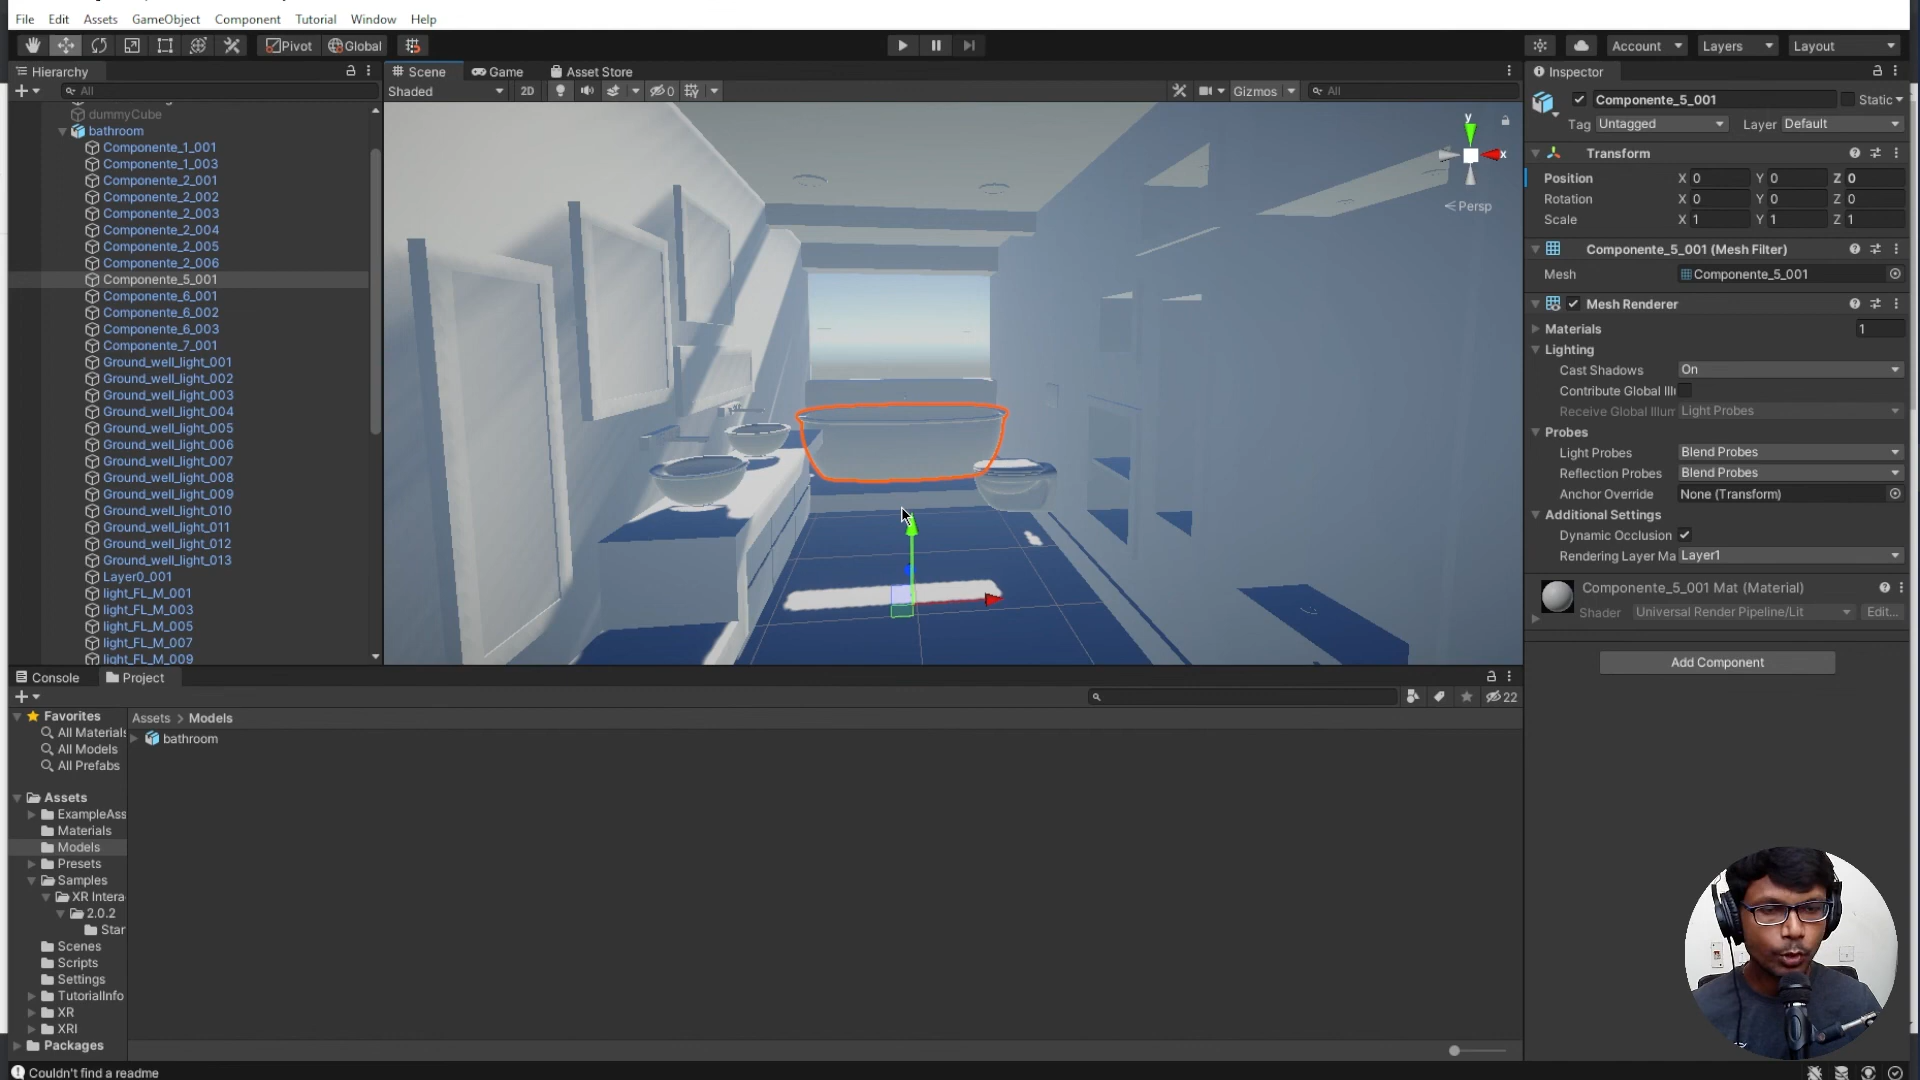 File Edit Assets GameObject Component Tutorial Window Help
Pivot Global Account Layers Layout
Hierarchy
All
dummyCube
bathroom
Componente_1_001
Componente_1_003
Componente_2_001
Componente_2_002
Componente_2_003
Componente_2_004
Componente_2_005
Componente_2_006
Componente_5_001
Componente_6_001
Componente_6_002
Componente_6_003
Componente_7_001
Ground_well_light_001
Ground_well_light_002
Ground_well_light_003
Ground_well_light_004
Ground_well_light_005
Ground_well_light_006
Ground_well_light_007
Ground_well_light_008
Ground_well_light_009
Ground_well_light_010
Ground_well_light_011
Ground_well_light_012
Ground_well_light_013
Layer0_001
light_FL_M_001
light_FL_M_003
light_FL_M_005
light_FL_M_007
light_FL_M_009
Scene Game Asset Store
Shaded 2D 0 Gizmos All
y
x
Persp
Inspector
Componente_5_001 Static
Tag Untagged Layer Default
Transform
Position X 0 Y 0 Z 0
Rotation X 0 Y 0 Z 0
Scale X 1 Y 1 Z 1
Componente_5_001 (Mesh Filter)
Mesh Componente_5_001
Mesh Renderer
Materials 1
Lighting
Cast Shadows On
Contribute Global Illu
Receive Global Illum Light Probes
Probes
Light Probes Blend Probes
Reflection Probes Blend Probes
Anchor Override None (Transform)
Additional Settings
Dynamic Occlusion
Rendering Layer Ma Layer1
Componente_5_001 Mat (Material)
Shader Universal Render Pipeline/Lit Edit...
Add Component
Console Project
22
Favorites
All Materials
All Models
All Prefabs
Assets
ExampleAss
Materials
Models
Presets
Samples
XR Intera
2.0.2
Star
Scenes
Scripts
Settings
TutorialInfo
XR
XRI
Packages
Assets > Models
bathroom
Couldn't find a readme